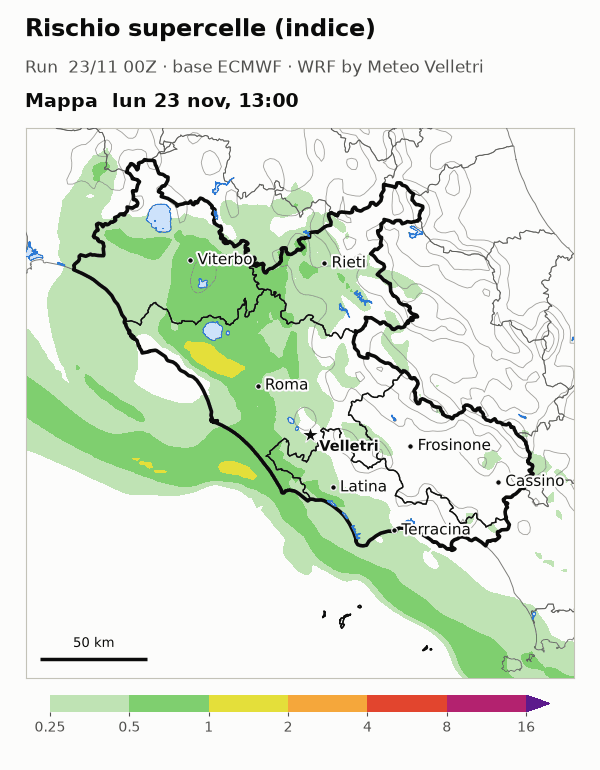 Rischio supercelle (indice)
Run  23/11 00Z · base ECMWF · WRF by Meteo Velletri
Mappa  lun 23 nov, 13:00
Viterbo
Rieti
Roma
Velletri
Frosinone
Latina
Cassino
Terracina
50 km
0.25 0.5 1 2 4 8 16